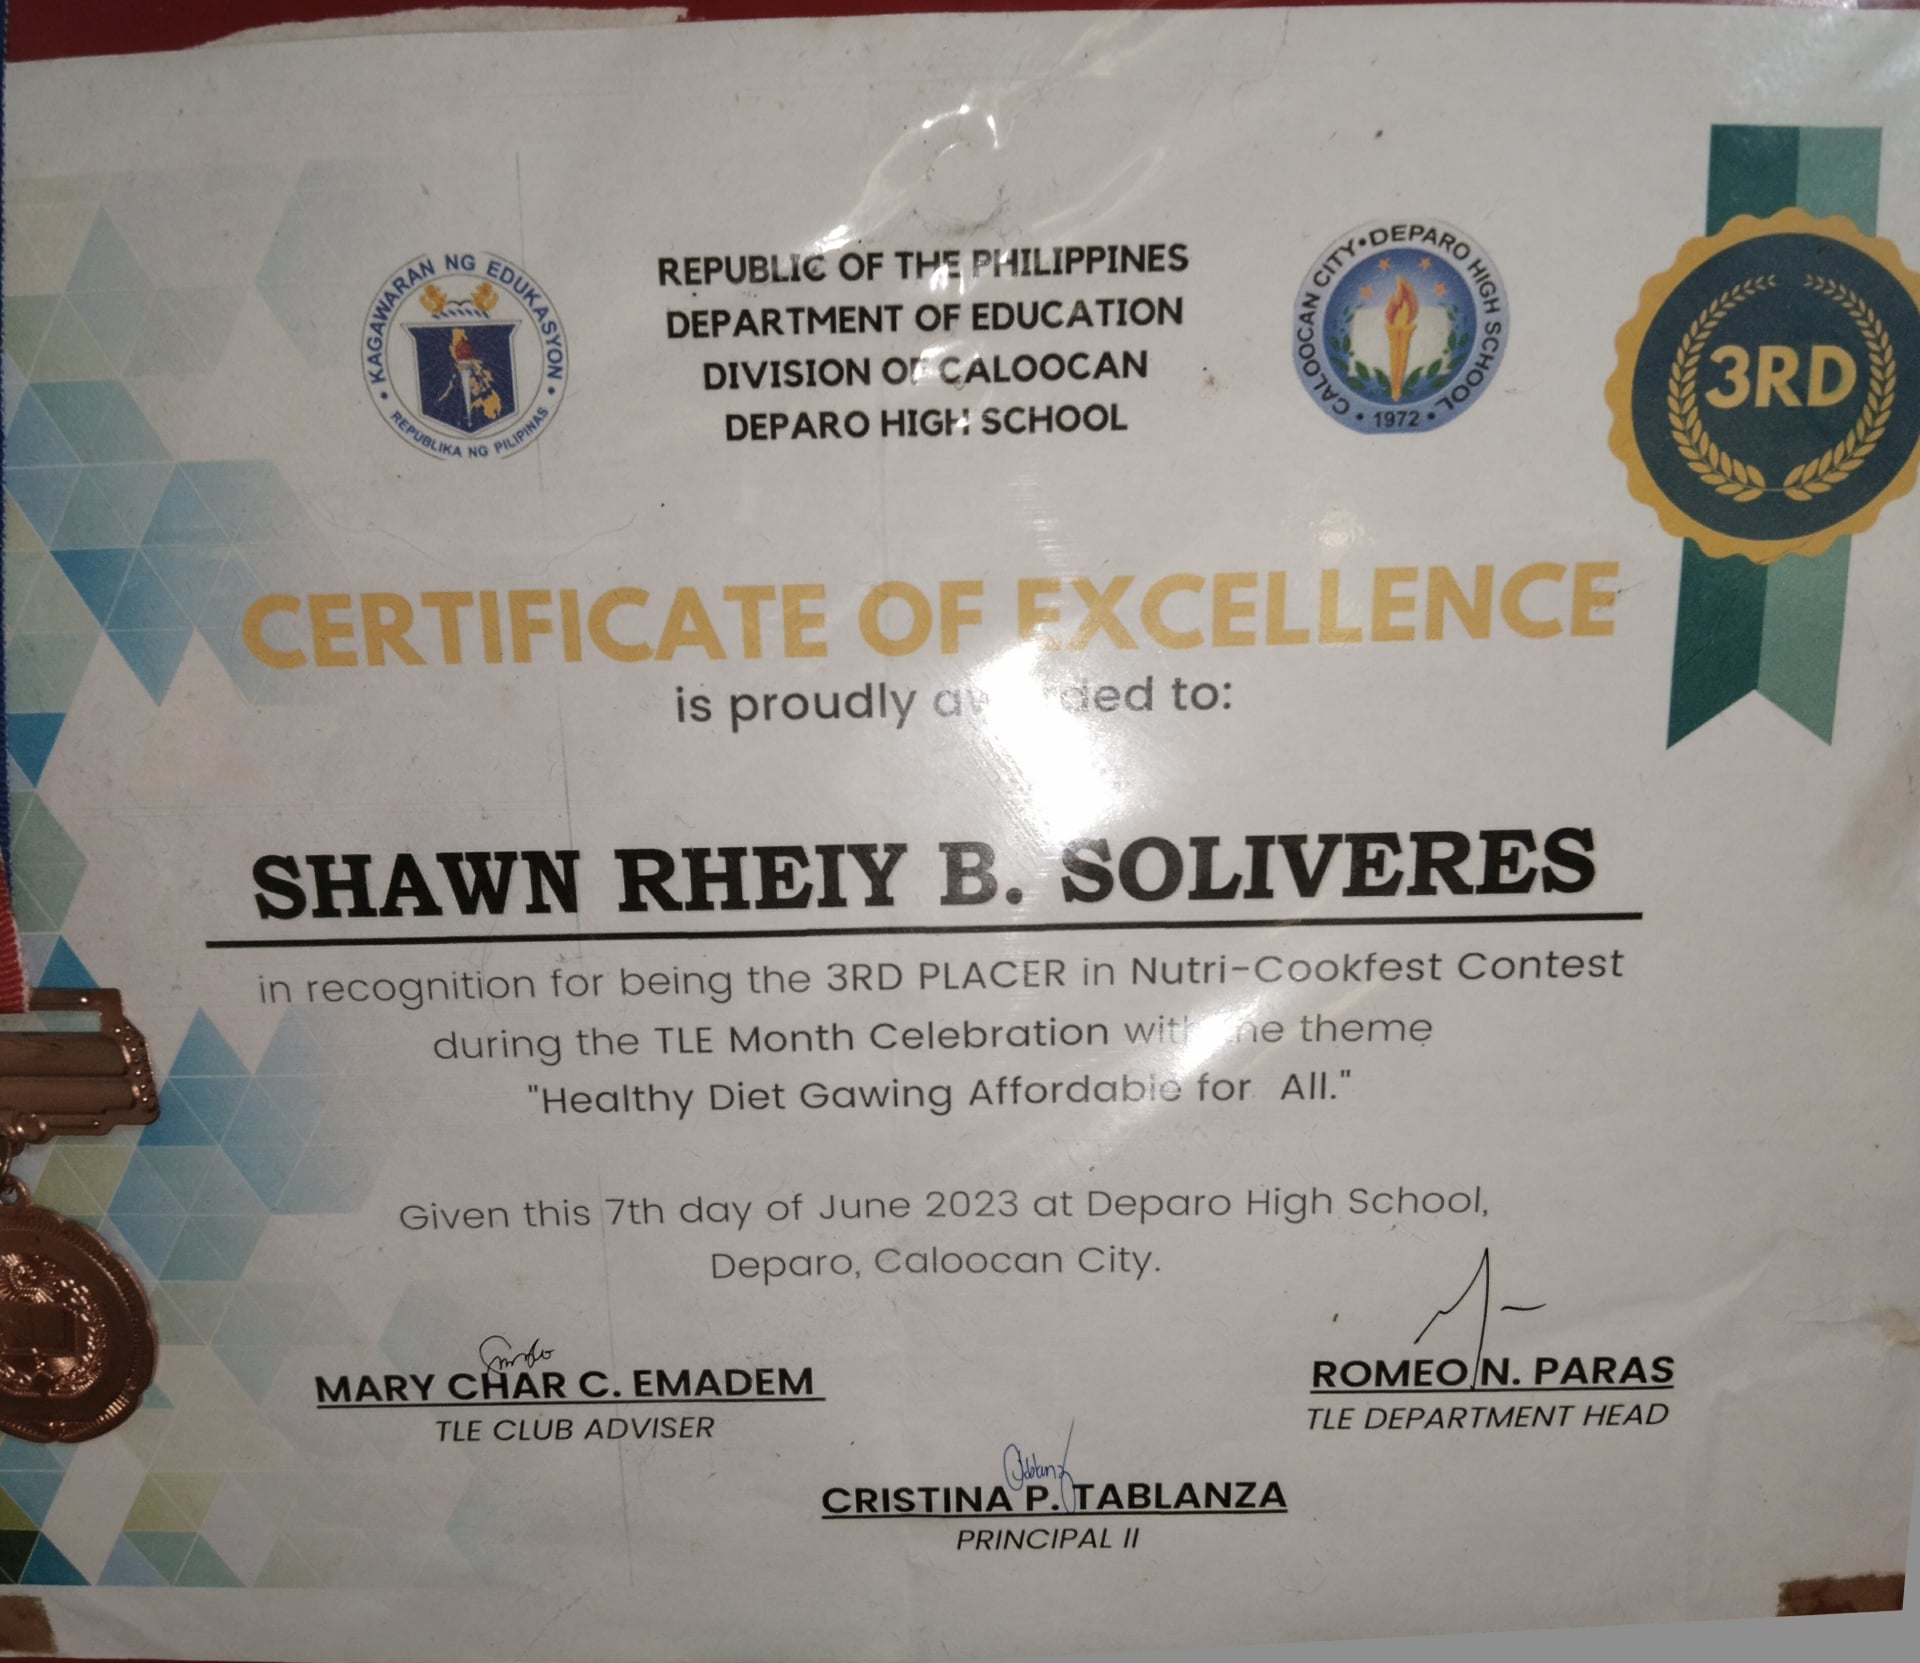 KAGAWARAN NG EDUKASYON
REPUBLIKA NG PILIPINAS
REPUBLIC OF THE PHILIPPINES
DEPARTMENT OF EDUCATION
DIVISION OF CALOOCAN
DEPARO HIGH SCHOOL
CALOOCAN CITY • DEPARO HIGH SCHOOL
• 1972 •
3RD
CERTIFICATE OF EXCELLENCE
is proudly awarded to:
SHAWN RHEIY B. SOLIVERES
in recognition for being the 3RD PLACER in Nutri-Cookfest Contest
during the TLE Month Celebration with the theme
"Healthy Diet Gawing Affordable for All."
Given this 7th day of June 2023 at Deparo High School,
Deparo, Caloocan City.
MARY CHAR C. EMADEM
TLE CLUB ADVISER
ROMEO N. PARAS
TLE DEPARTMENT HEAD
CRISTINA P. TABLANZA
PRINCIPAL II